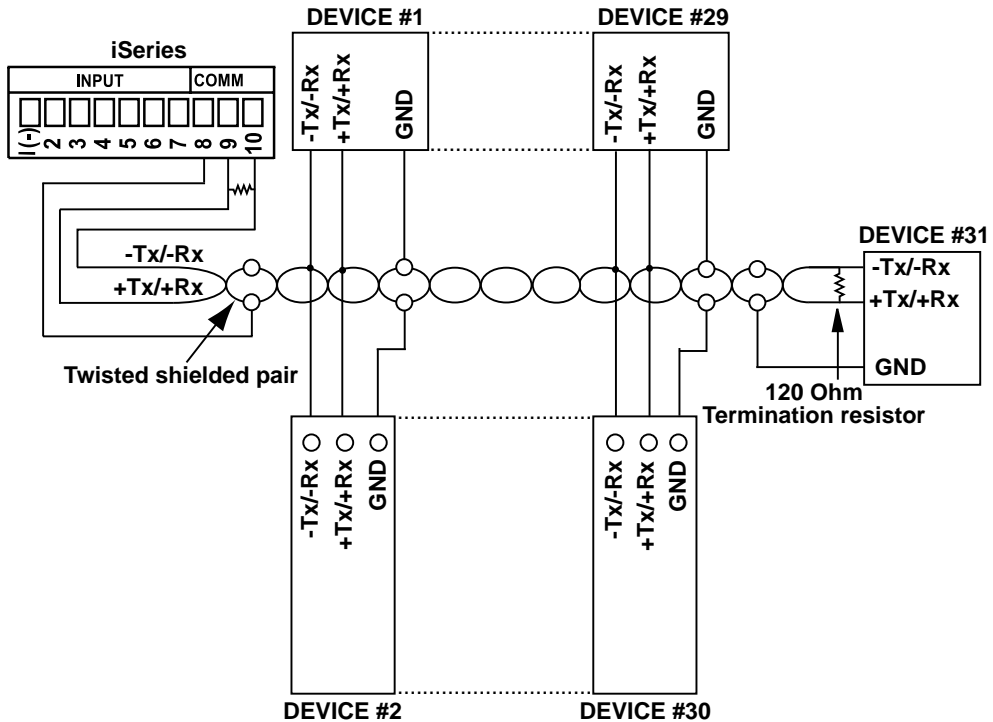 DEVICE #1
DEVICE #29
iSeries
INPUT
COMM
I (-)
2
3
4
5
6
7
8
9
10
-Tx/-Rx
+Tx/+Rx
GND
-Tx/-Rx
+Tx/+Rx
GND
-Tx/-Rx
+Tx/+Rx
Twisted shielded pair
DEVICE #31
-Tx/-Rx
+Tx/+Rx
GND
120 Ohm
Termination resistor
-Tx/-Rx
+Tx/+Rx
GND
-Tx/-Rx
+Tx/+Rx
GND
DEVICE #2
DEVICE #30